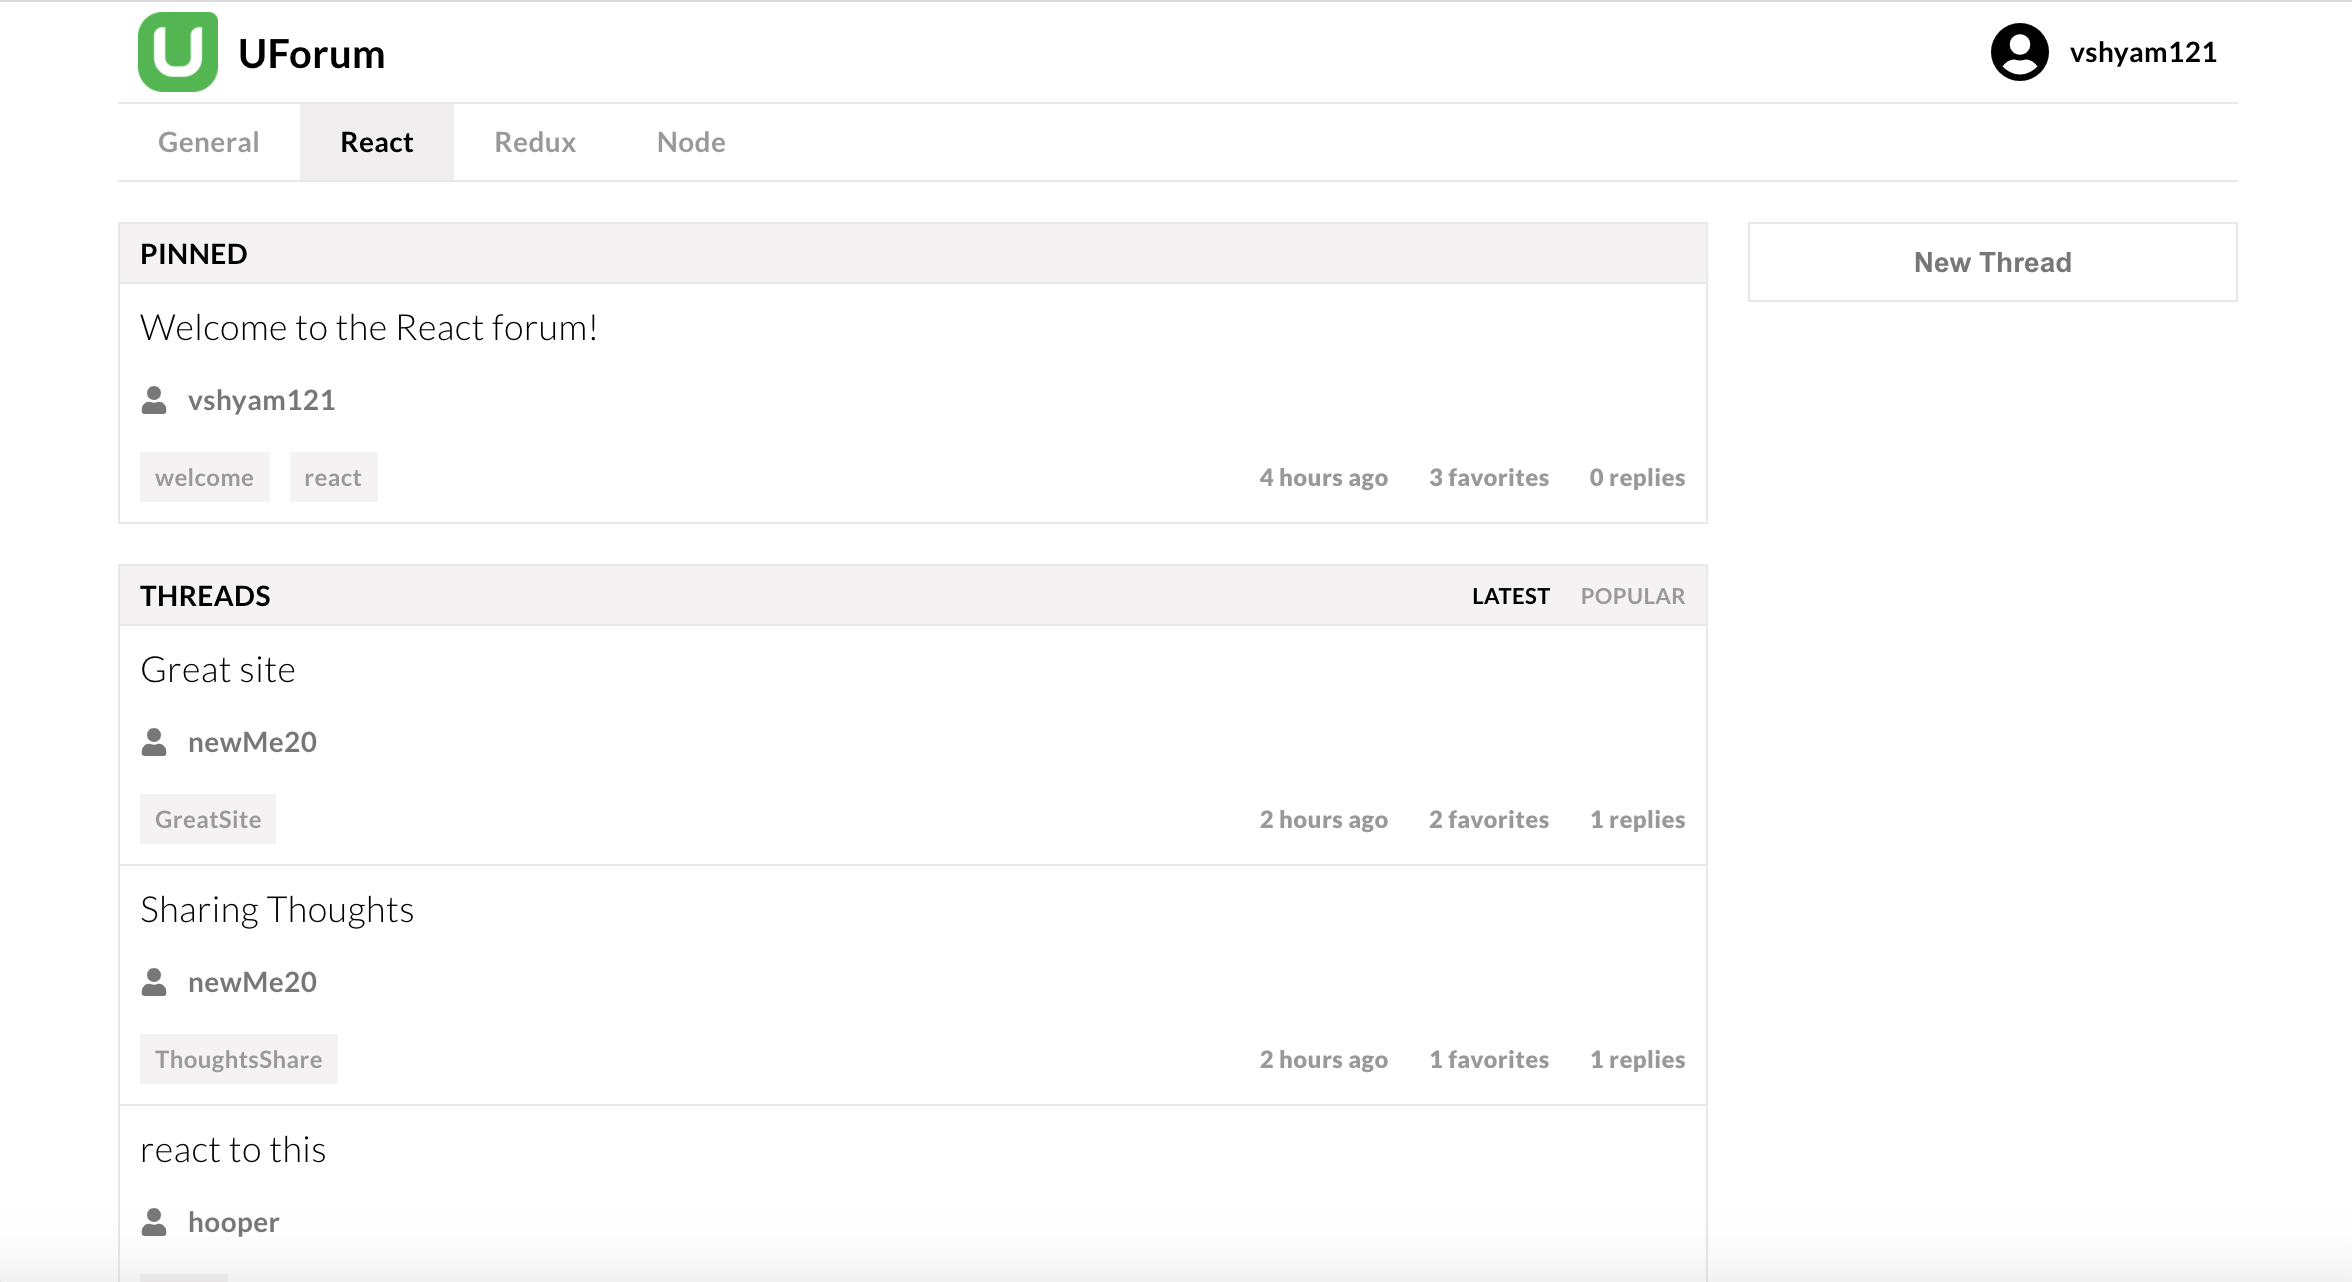 UForum
vshyam121
General React Redux Node
PINNED
New Thread
Welcome to the React forum!
vshyam121
welcome react 4 hours ago 3 favorites 0 replies
THREADS LATEST POPULAR
Great site
newMe20
GreatSite 2 hours ago 2 favorites 1 replies
Sharing Thoughts
newMe20
ThoughtsShare 2 hours ago 1 favorites 1 replies
react to this
hooper